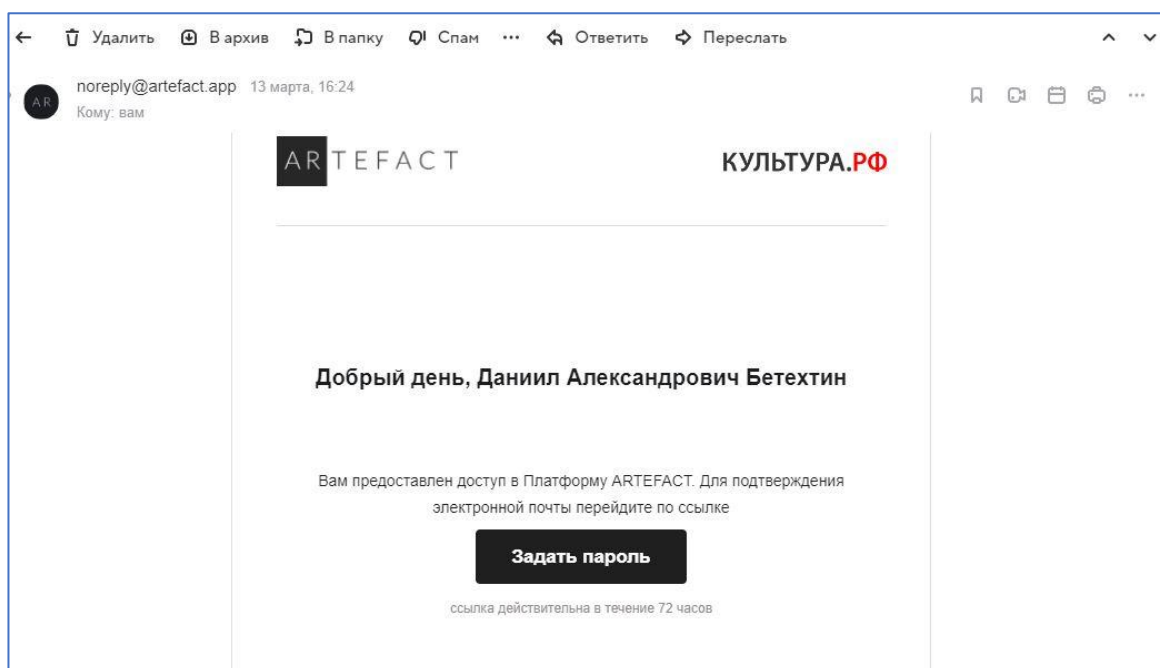 Удалить В архив В папку Спам Ответить Переслать
noreply@artefact.app 13 марта, 16:24
AR
Кому: вам
ARTEFACT КУЛЬТУРА.РФ
Добрый день, Даниил Александрович Бетехтин
Вам предоставлен доступ в Платформу ARTEFACT. Для подтверждения
электронной почты перейдите по ссылке
Задать пароль
ссылка действительна в течение 72 часов